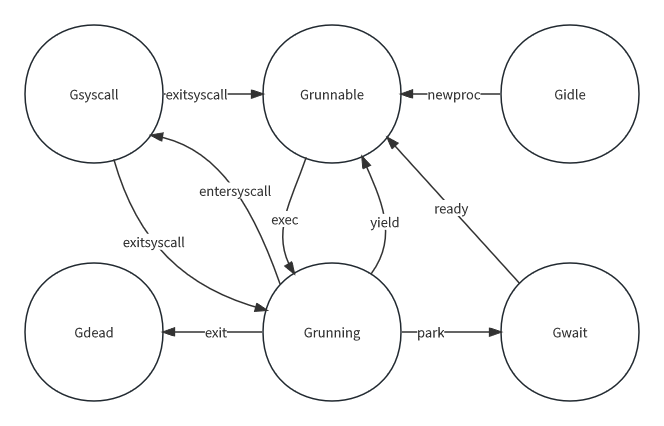 Gsyscall
exitsyscall
Grunnable
newproc
Gidle
entersyscall
exec
yield
ready
exitsyscall
Gdead
exit
Grunning
park
Gwait